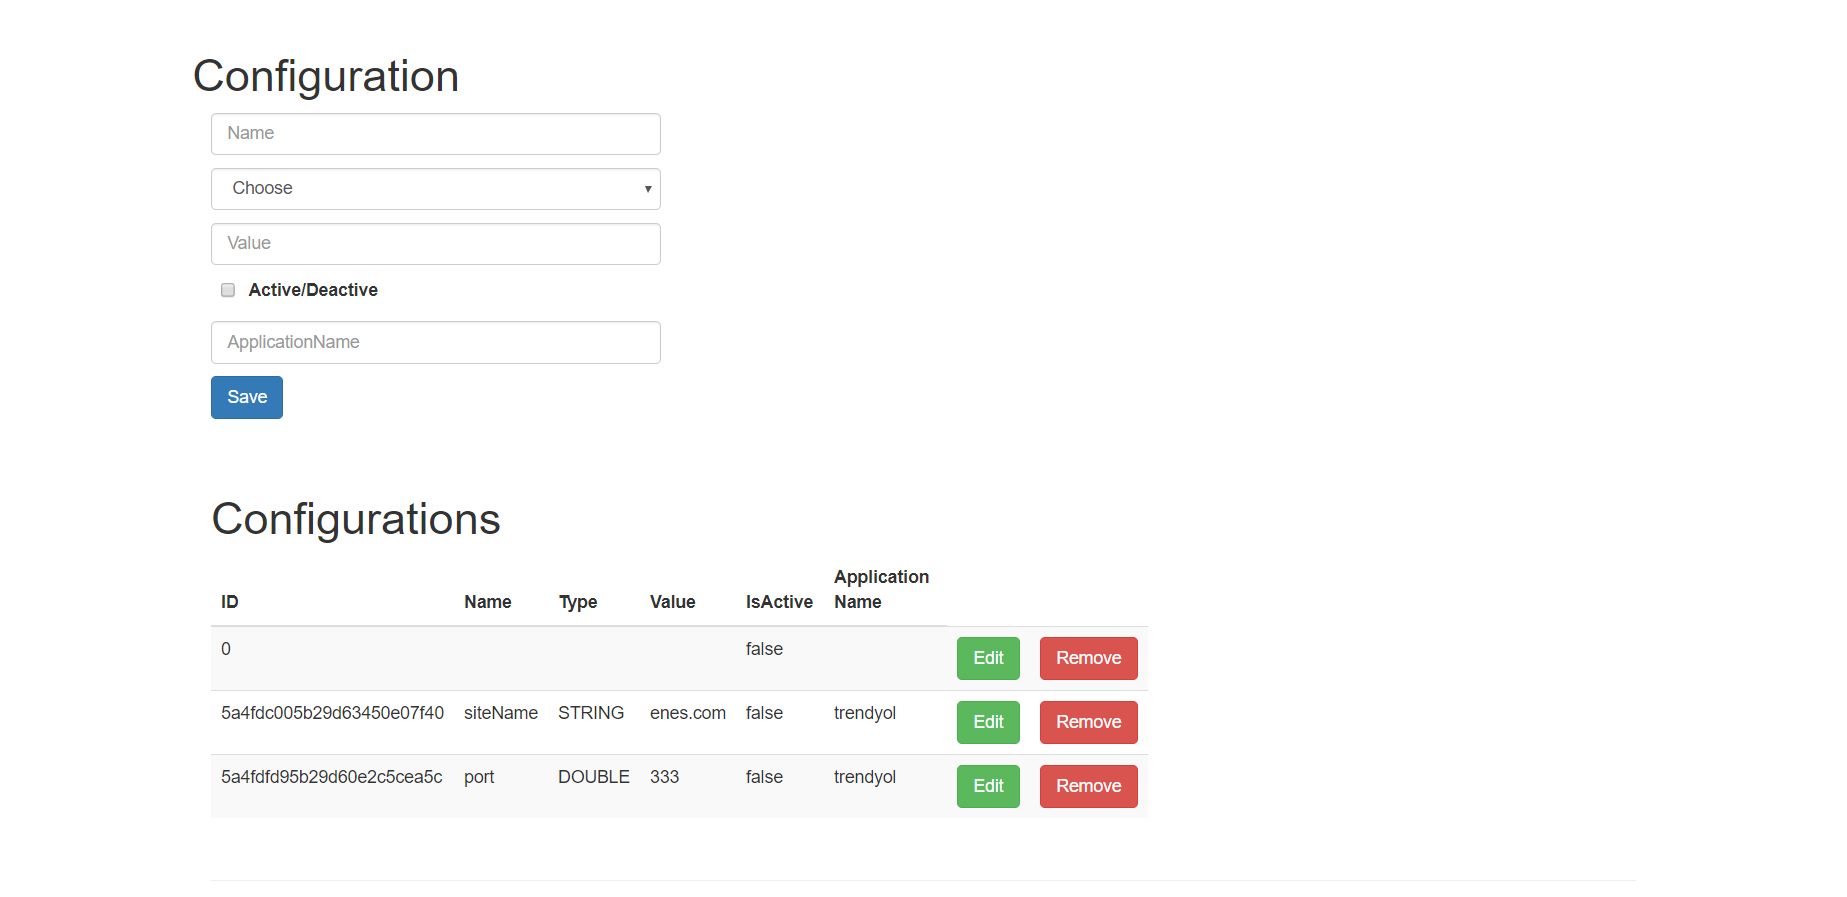 Configuration
Name
Choose
Value
Active/Deactive
ApplicationName
Save
Configurations
ID Name Type Value IsActive Application Name
0 false Edit Remove
5a4fdc005b29d63450e07f40 siteName STRING enes.com false trendyol Edit Remove
5a4fdfd95b29d60e2c5cea5c port DOUBLE 333 false trendyol Edit Remove